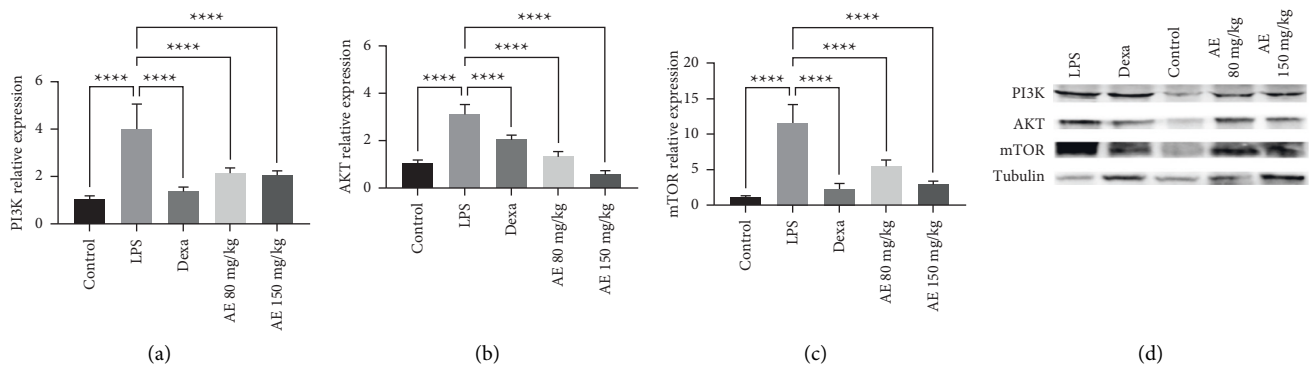 ****
****
**** ****
6
4
2
0
PI3K relative expression
Control
LPS
Dexa
AE 80 mg/kg
AE 150 mg/kg
(a)
****
****
**** ****
6
4
2
0
AKT relative expression
Control
LPS
Dexa
AE 80 mg/kg
AE 150 mg/kg
(b)
****
****
**** ****
20
15
10
5
0
mTOR relative expression
Control
LPS
Dexa
AE 80 mg/kg
AE 150 mg/kg
(c)
LPS
Dexa
Control
AE
80 mg/kg
AE
150 mg/kg
PI3K
AKT
mTOR
Tubulin
(d)